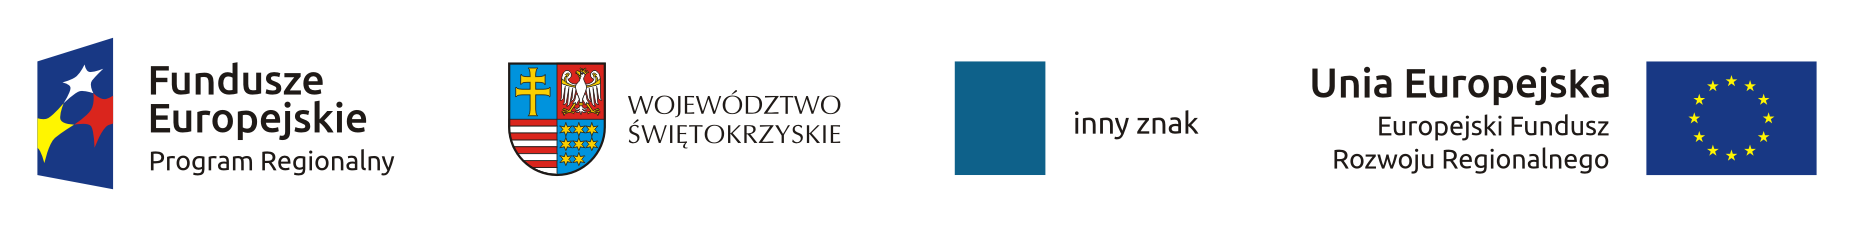 Fundusze
Europejskie
Program Regionalny
WOJEWÓDZTWO
ŚWIĘTOKRZYSKIE
inny znak
Unia Europejska
Europejski Fundusz
Rozwoju Regionalnego